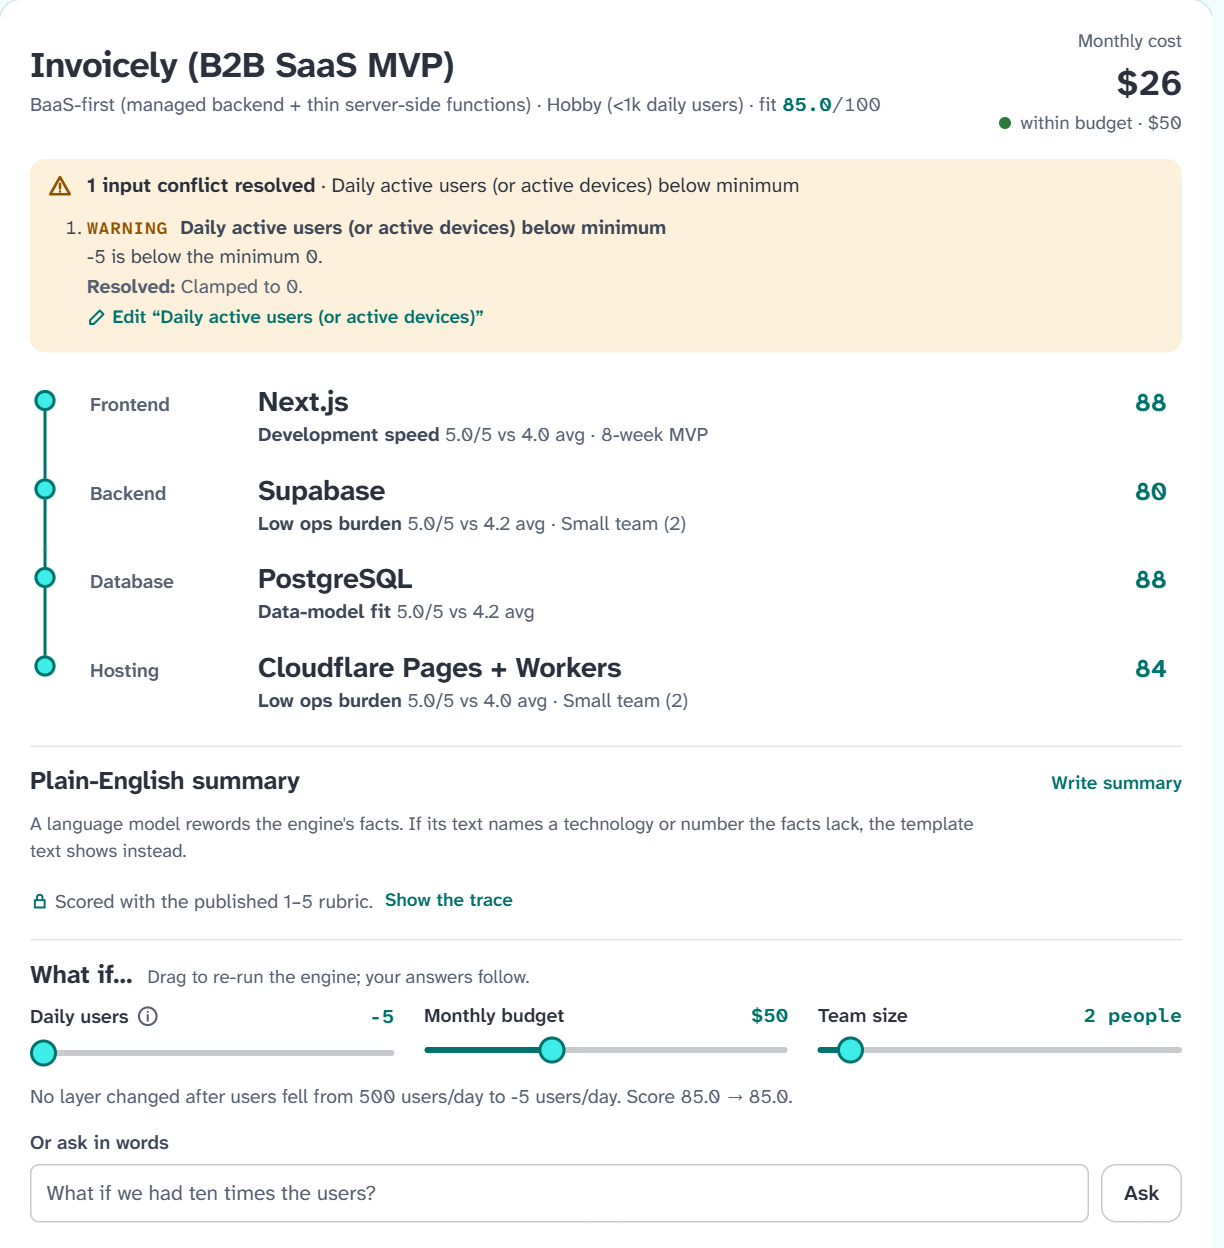 Invoicely (B2B SaaS MVP)
BaaS-first (managed backend + thin server-side functions) · Hobby (<1k daily users) · fit 85.0/100
Monthly cost
$26
within budget · $50
1 input conflict resolved · Daily active users (or active devices) below minimum
1. WARNING Daily active users (or active devices) below minimum
-5 is below the minimum 0.
Resolved: Clamped to 0.
Edit “Daily active users (or active devices)”
Frontend
Next.js
88
Development speed 5.0/5 vs 4.0 avg · 8-week MVP
Backend
Supabase
80
Low ops burden 5.0/5 vs 4.2 avg · Small team (2)
Database
PostgreSQL
88
Data-model fit 5.0/5 vs 4.2 avg
Hosting
Cloudflare Pages + Workers
84
Low ops burden 5.0/5 vs 4.0 avg · Small team (2)
Plain-English summary
Write summary
A language model rewords the engine's facts. If its text names a technology or number the facts lack, the template
text shows instead.
Scored with the published 1–5 rubric. Show the trace
What if... Drag to re-run the engine; your answers follow.
Daily users -5
Monthly budget $50
Team size 2 people
No layer changed after users fell from 500 users/day to -5 users/day. Score 85.0 → 85.0.
Or ask in words
What if we had ten times the users?
Ask